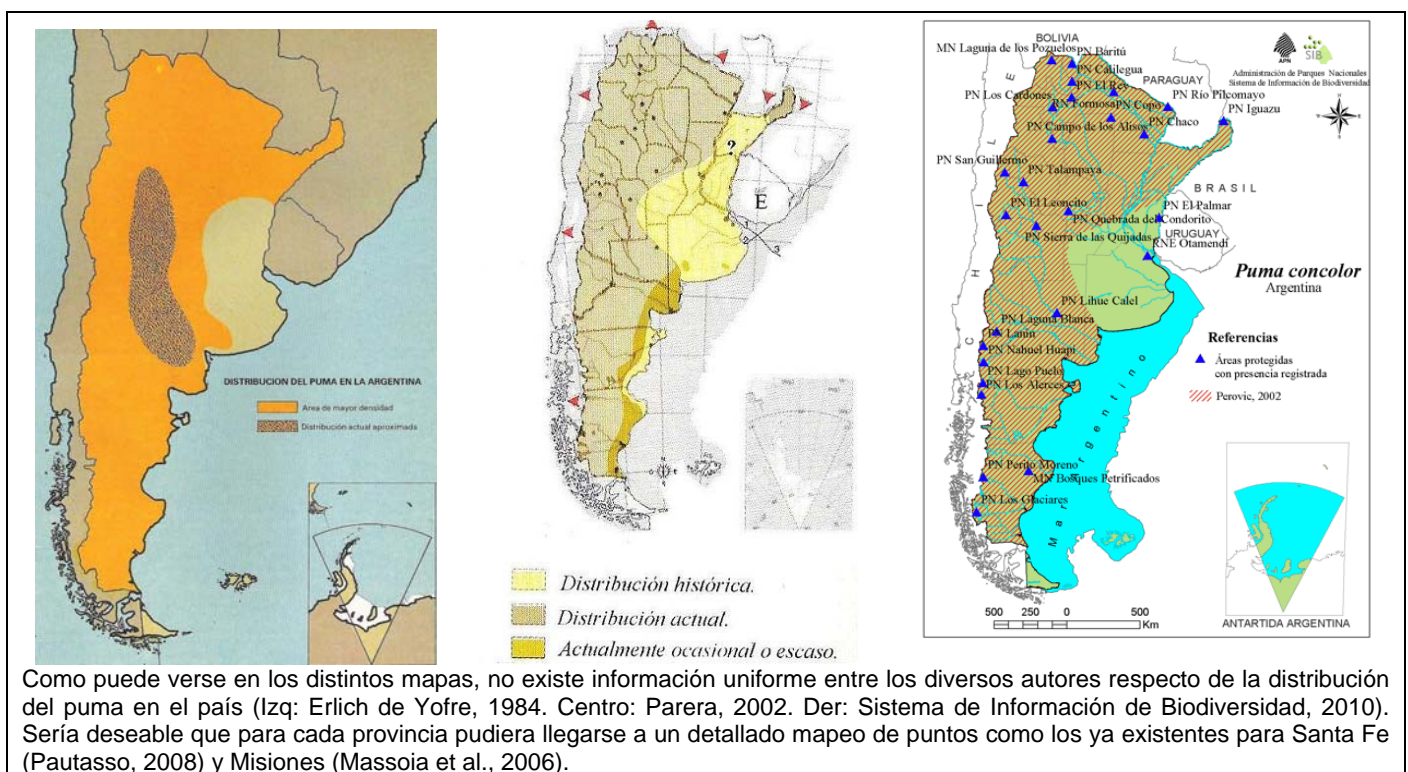 DISTRIBUCION DEL PUMA EN LA ARGENTINA
Area de mayor densidad
Distribución actual aproximada
?
E
1
2
3
Distribución histórica.
Distribución actual.
Actualmente ocasional o escaso.
BOLIVIA
MN Laguna de los Pozuelos
PN Baritú
PN Calilegua
PARAGUAY
PN El Rey
PN Los Cardones
RN Formosa
PN Copo
PN Río Pilcomayo
PN Iguazu
PN Chaco
PN Campo de los Alisos
APN
SIB
Administración de Parques Nacionales
Sistema de Información de Biodiversidad
PN San Guillermo
PN Talampaya
BRASIL
PN El Leoncito
PN El Palmar
PN Quebrada del Condorito
URUGUAY
PN Sierra de las Quijadas
RNE Otamendi
CHILE
Puma concolor
Argentina
PN Lihue Calel
PN Laguna Blanca
PN Lanín
PN Nahuel Huapi
PN Lago Puelo
PN Los Alerces
Referencias
Áreas protegidas
con presencia registrada
Perovic, 2002
Mar Argentino
PN Perito Moreno
MN Bosques Petrificados
PN Los Glaciares
500 250 0 500
Km
ANTARTIDA ARGENTINA
Como puede verse en los distintos mapas, no existe información uniforme entre los diversos autores respecto de la distribución
del puma en el país (Izq: Erlich de Yofre, 1984. Centro: Parera, 2002. Der: Sistema de Información de Biodiversidad, 2010).
Sería deseable que para cada provincia pudiera llegarse a un detallado mapeo de puntos como los ya existentes para Santa Fe
(Pautasso, 2008) y Misiones (Massoia et al., 2006).